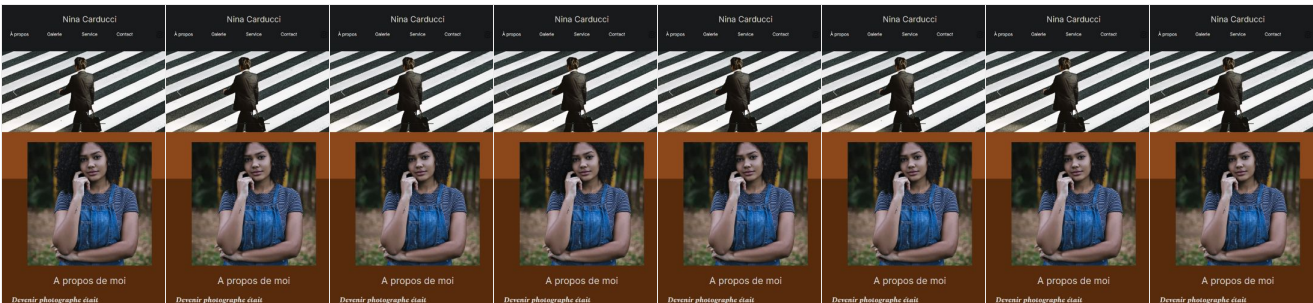 Nina Carducci Nina Carducci Nina Carducci Nina Carducci Nina Carducci Nina Carducci Nina Carducci Nina Carducci
À propos Galerie Service Contact À propos Galerie Service Contact À propos Galerie Service Contact À propos Galerie Service Contact À propos Galerie Service Contact À propos Galerie Service Contact À propos Galerie Service Contact À propos Galerie Service Contact
A propos de moi A propos de moi A propos de moi A propos de moi A propos de moi A propos de moi A propos de moi A propos de moi
Devenir photographe était Devenir photographe était Devenir photographe était Devenir photographe était Devenir photographe était Devenir photographe était Devenir photographe était Devenir photographe était